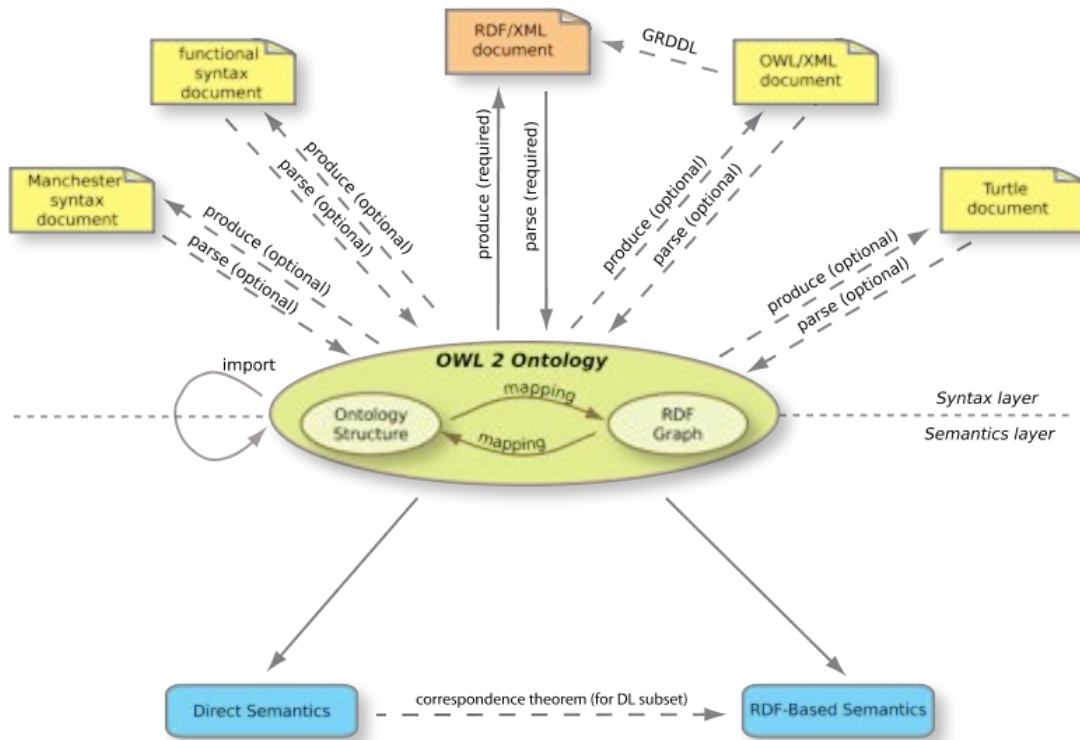 functional
syntax
document
RDF/XML
document
GRDDL
OWL/XML
document
Manchester
syntax
document
Turtle
document
produce (optional)
parse (optional)
produce (optional)
parse (optional)
produce (required)
parse (required)
produce (optional)
parse (optional)
produce (optional)
parse (optional)
import
OWL 2 Ontology
mapping
Ontology
Structure
RDF
Graph
mapping
Syntax layer
Semantics layer
Direct Semantics
correspondence theorem (for DL subset)
RDF-Based Semantics